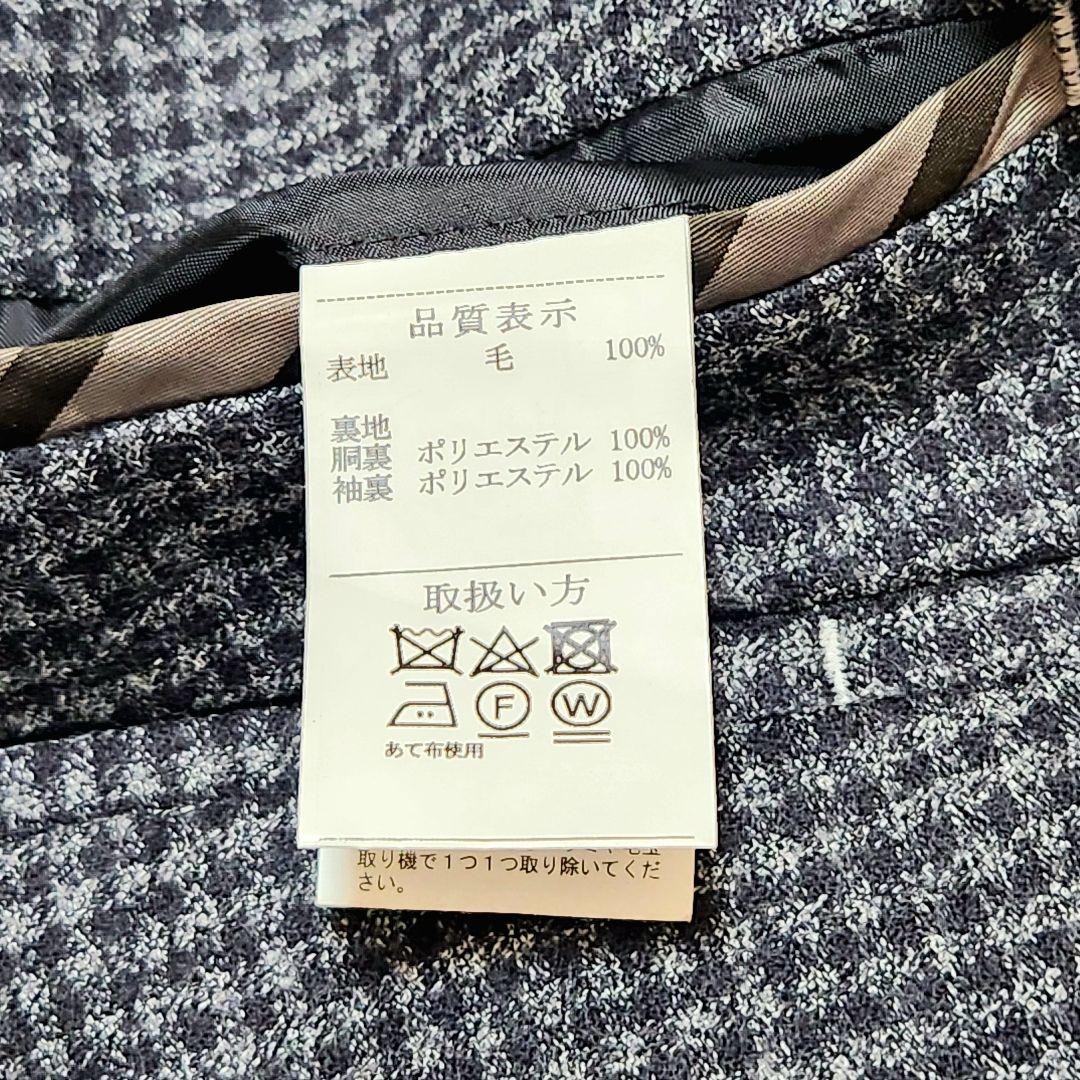 品質表示
表地 毛 100%
裏地
胴裏 ポリエステル 100%
袖裏 ポリエステル 100%
取扱い方
F W
あて布使用
取り機で1つ1つ取り除いてくだ
さい。